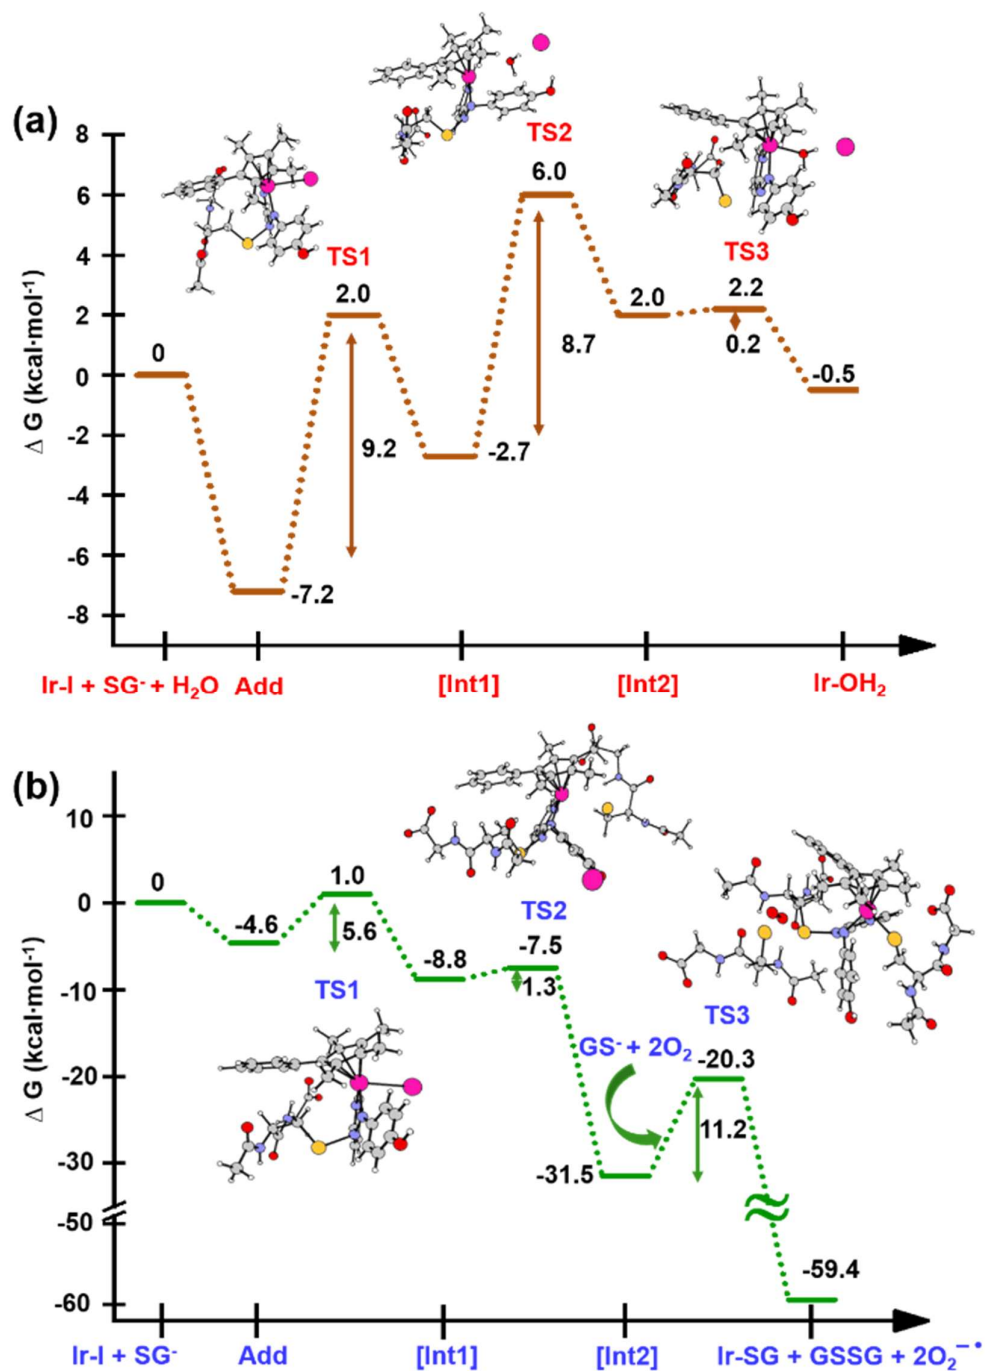 (a)
Δ G (kcal·mol⁻¹)
8
6
4
2
0
-2
-4
-6
-8
0
-7.2
TS1
2.0
9.2
-2.7
TS2
6.0
8.7
2.0
TS3
2.2
0.2
-0.5
Ir-I + SG⁻ + H₂O
Add
[Int1]
[Int2]
Ir-OH₂
(b)
Δ G (kcal·mol⁻¹)
10
0
-10
-20
-30
-50
-60
0
-4.6
1.0
5.6
TS1
-8.8
TS2
-7.5
1.3
GS⁻ + 2O₂
-31.5
TS3
-20.3
11.2
-59.4
Ir-I + SG⁻
Add
[Int1]
[Int2]
Ir-SG + GSSG + 2O₂⁻•